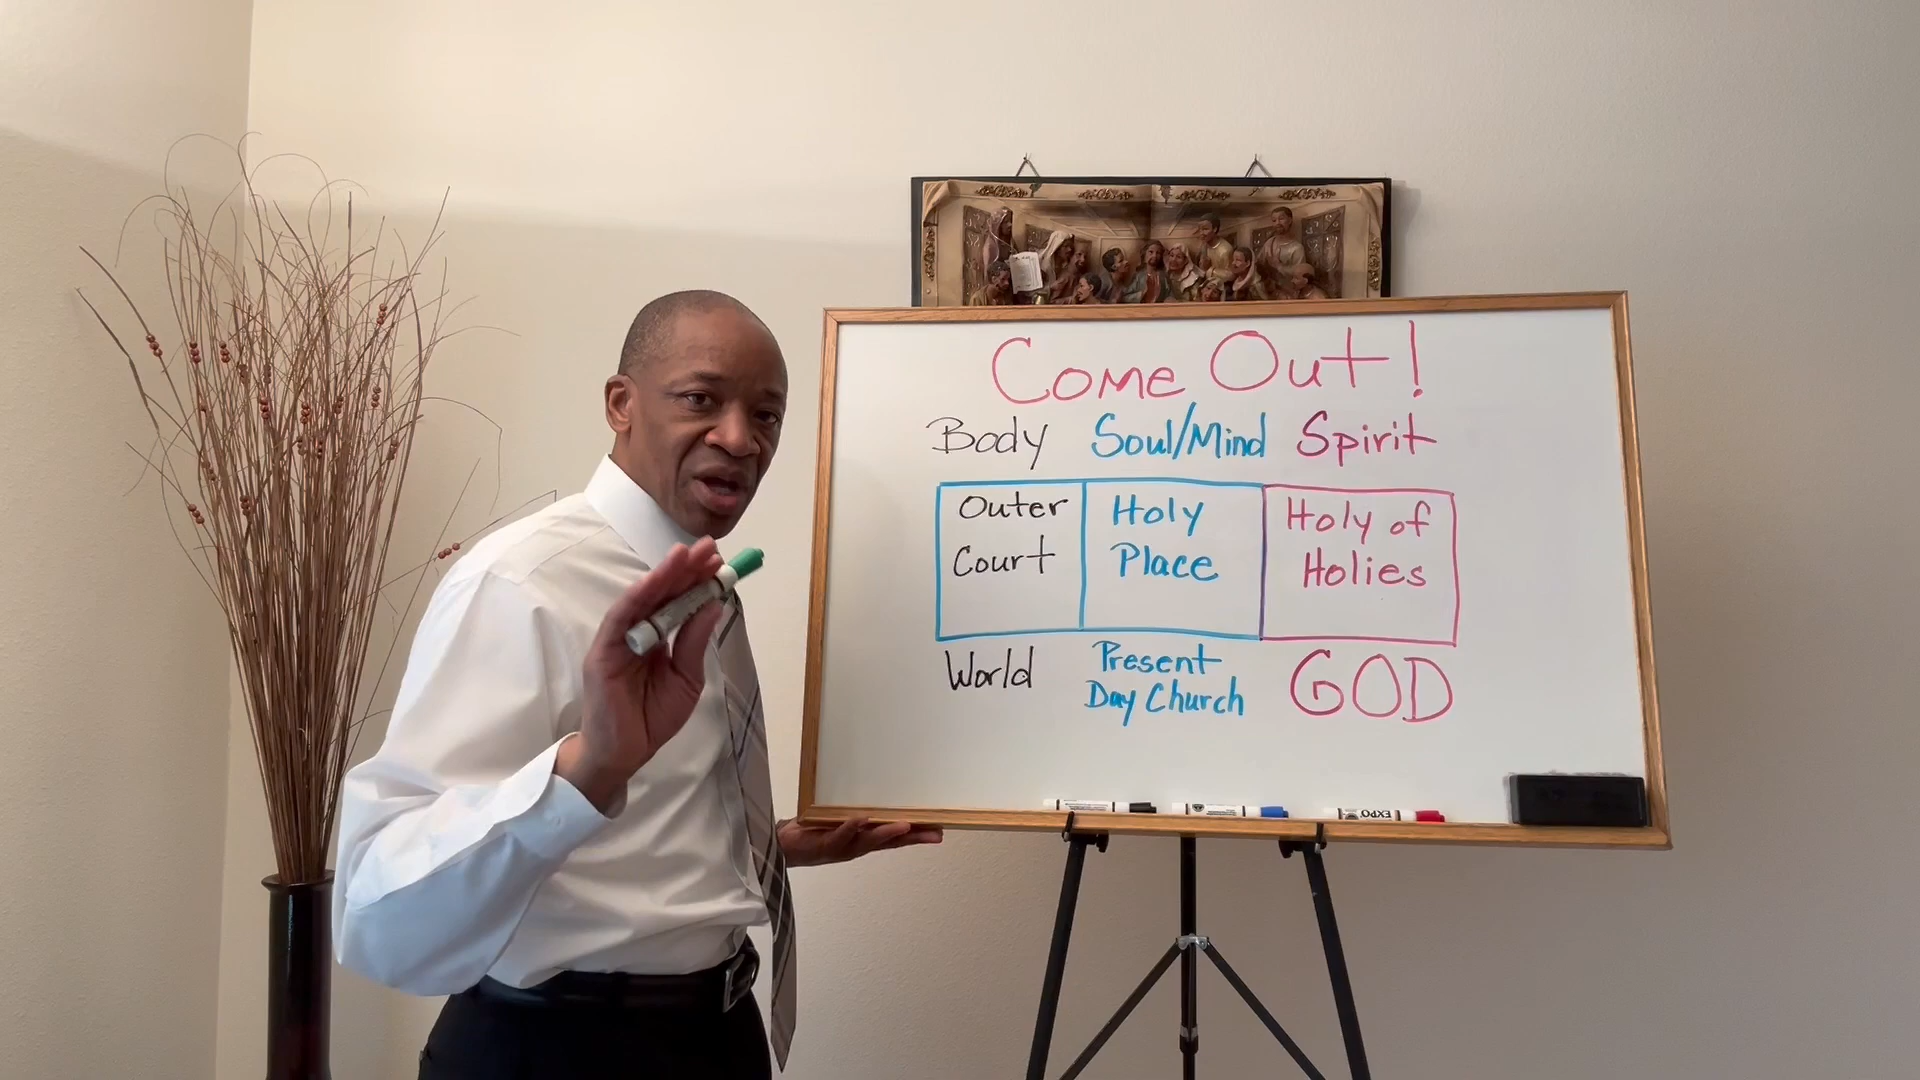 Come Out!
Body Soul/Mind Spirit
Outer Holy Holy of
Court Place Holies
World Present GOD
Day Church
EXPO